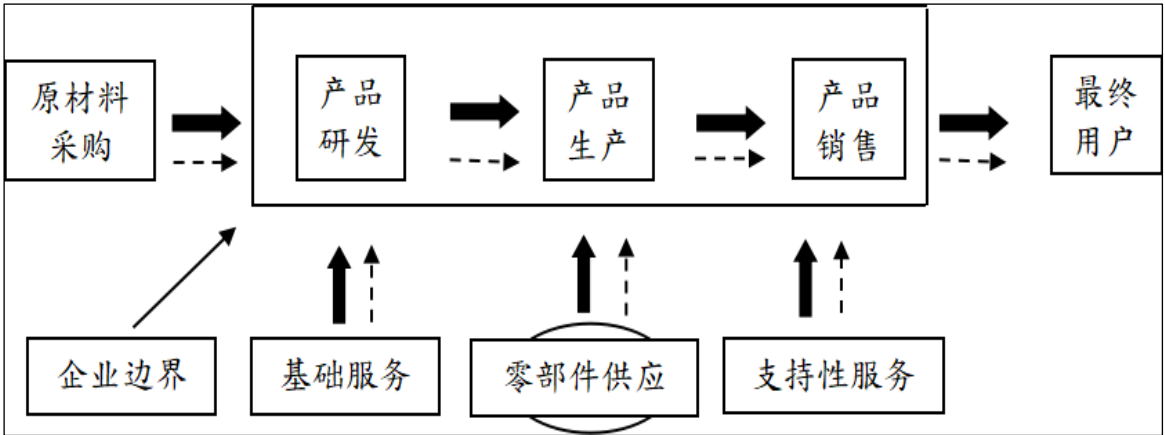 原材料
采购
产品
研发
产品
生产
产品
销售
最终
用户
企业边界
基础服务
零部件供应
支持性服务